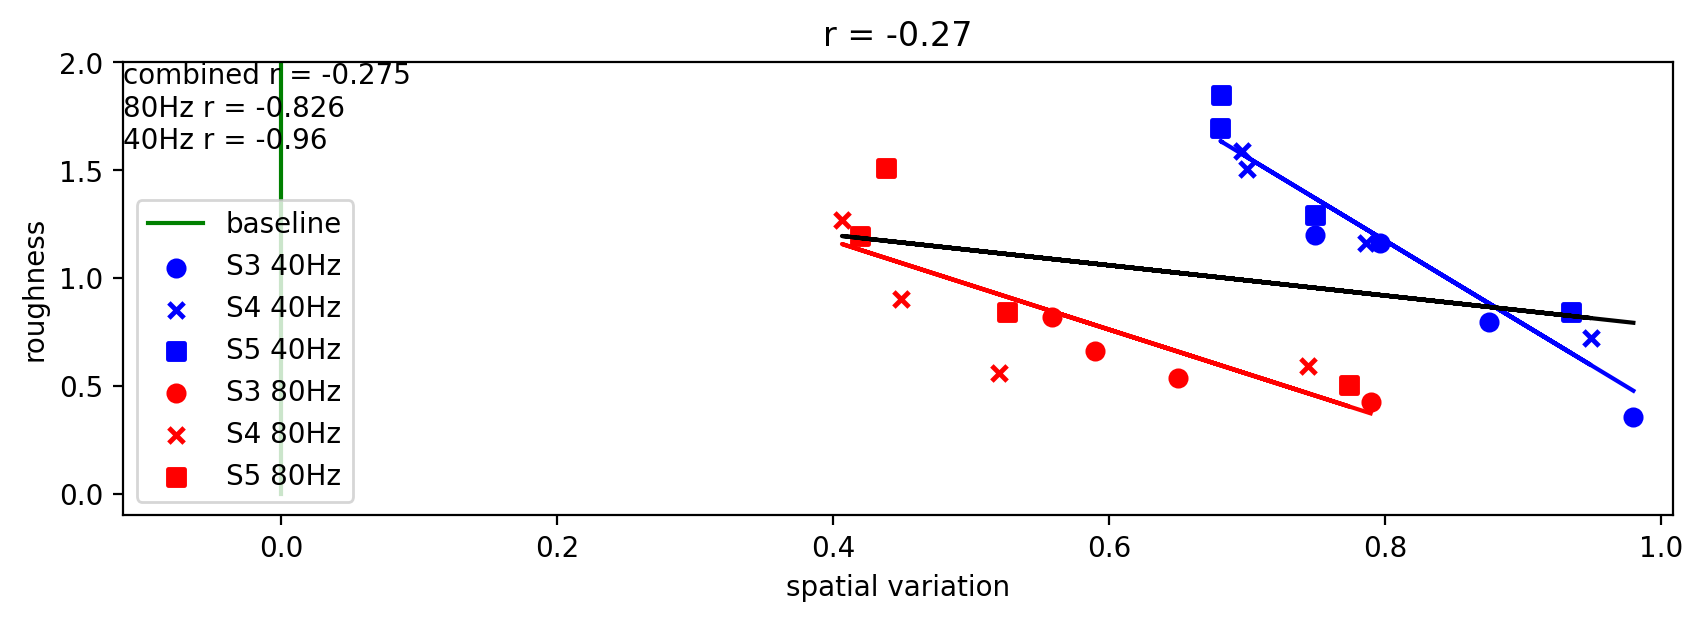 r = -0.27
combined r = -0.275
80Hz r = -0.826
40Hz r = -0.96
2.0
1.5
1.0
0.5
0.0
roughness
baseline
S3 40Hz
S4 40Hz
S5 40Hz
S3 80Hz
S4 80Hz
S5 80Hz
0.0 0.2 0.4 0.6 0.8 1.0
spatial variation